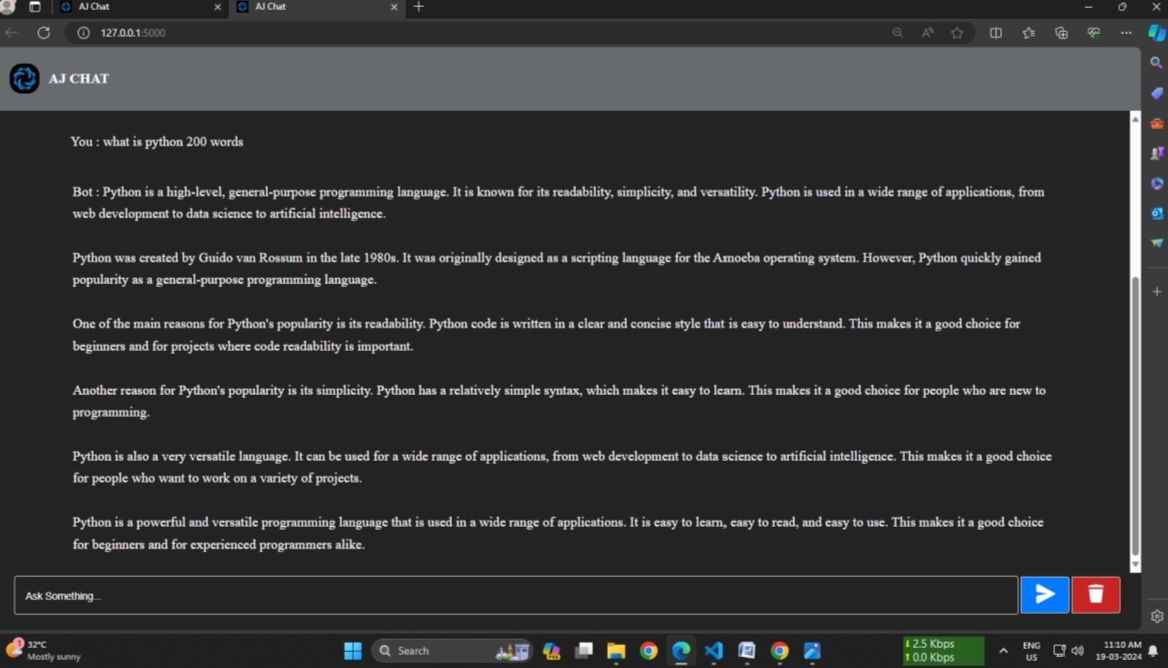 AJ Chat
AJ Chat
127.0.0.1:5000
AJ CHAT
You : what is python 200 words
Bot : Python is a high-level, general-purpose programming language. It is known for its readability, simplicity, and versatility. Python is used in a wide range of applications, from
web development to data science to artificial intelligence.
Python was created by Guido van Rossum in the late 1980s. It was originally designed as a scripting language for the Amoeba operating system. However, Python quickly gained
popularity as a general-purpose programming language.
One of the main reasons for Python's popularity is its readability. Python code is written in a clear and concise style that is easy to understand. This makes it a good choice for
beginners and for projects where code readability is important.
Another reason for Python's popularity is its simplicity. Python has a relatively simple syntax, which makes it easy to learn. This makes it a good choice for people who are new to
programming.
Python is also a very versatile language. It can be used for a wide range of applications, from web development to data science to artificial intelligence. This makes it a good choice
for people who want to work on a variety of projects.
Python is a powerful and versatile programming language that is used in a wide range of applications. It is easy to learn, easy to read, and easy to use. This makes it a good choice
for beginners and for experienced programmers alike.
Ask Something...
1
32°C
Mostly sunny
Search
2.5 Kbps
0.0 Kbps
ENG
US
11:10 AM
19-03-2024